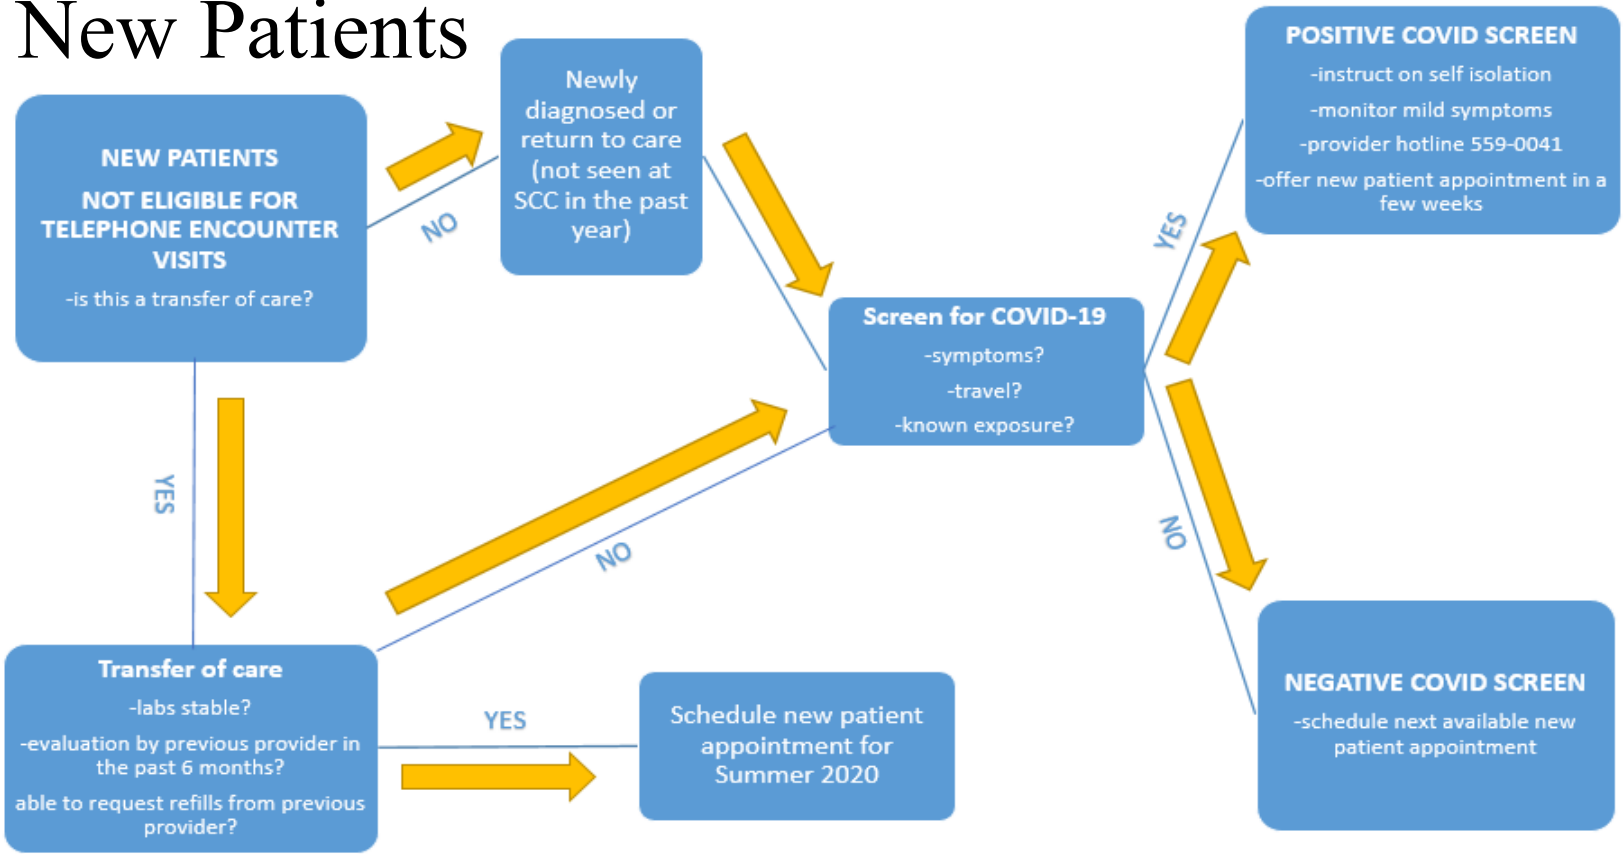 New Patients
NEW PATIENTS
NOT ELIGIBLE FOR
TELEPHONE ENCOUNTER
VISITS
-is this a transfer of care?
NO
Newly
diagnosed or
return to care
(not seen at
SCC in the past
year)
Screen for COVID-19
-symptoms?
-travel?
-known exposure?
YES
POSITIVE COVID SCREEN
-instruct on self isolation
-monitor mild symptoms
-provider hotline 559-0041
-offer new patient appointment in a
few weeks
NO
NEGATIVE COVID SCREEN
-schedule next available new
patient appointment
YES
Transfer of care
-labs stable?
-evaluation by previous provider in
the past 6 months?
able to request refills from previous
provider?
NO
YES
Schedule new patient
appointment for
Summer 2020